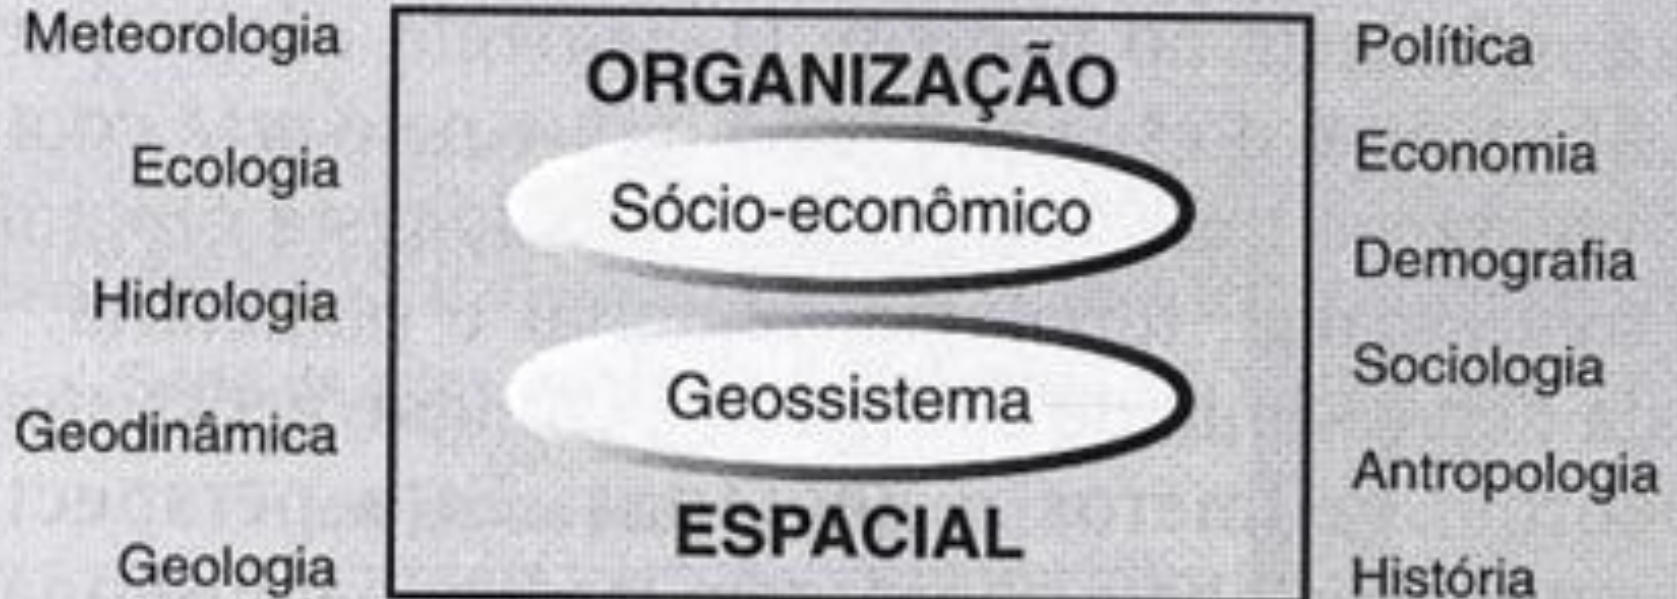 Meteorologia
Ecologia
Hidrologia
Geodinâmica
Geologia
ORGANIZAÇÃO
Sócio-econômico
Geossistema
ESPACIAL
Política
Economia
Demografia
Sociologia
Antropologia
História